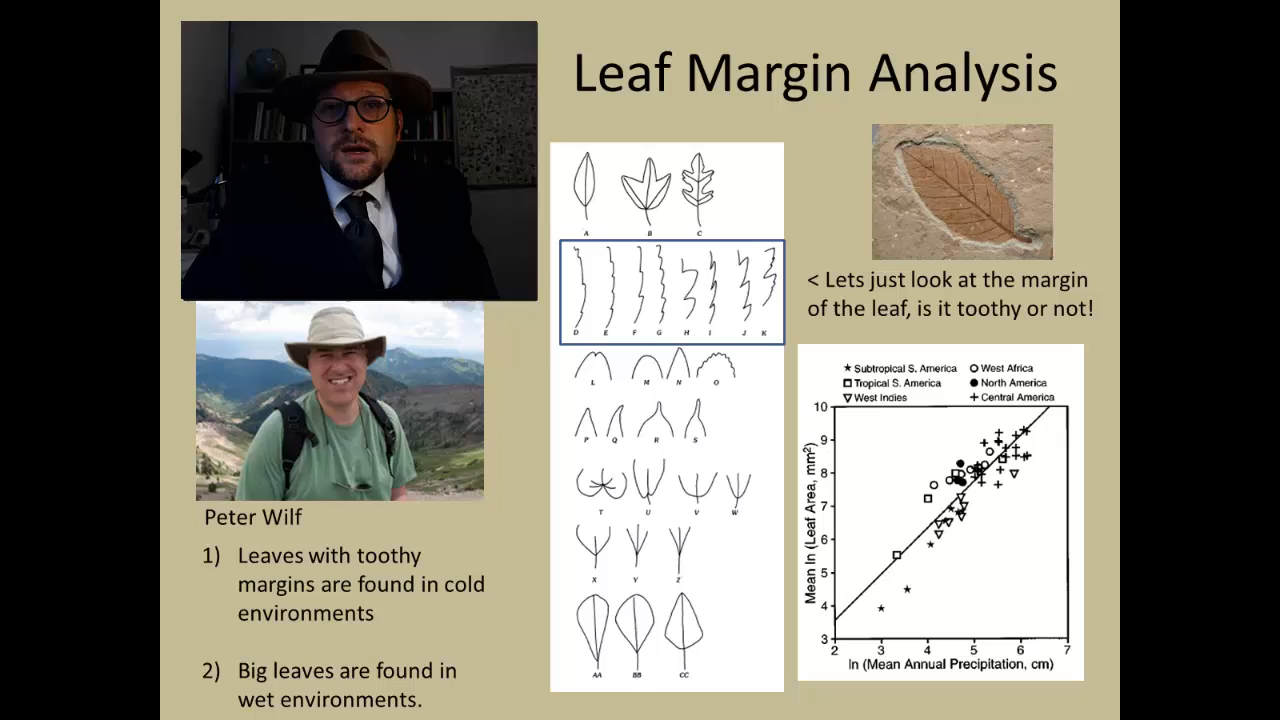 Leaf Margin Analysis
A B C
D E F G H I J K
L M N O
P Q R S
T U V W
X Y Z
AA BB CC
< Lets just look at the margin
of the leaf, is it toothy or not!
Peter Wilf
1) Leaves with toothy
margins are found in cold
environments
2) Big leaves are found in
wet environments.
★ Subtropical S. America ○ West Africa
□ Tropical S. America ● North America
▽ West Indies + Central America
Mean ln (Leaf Area, mm²)
10
9
8
7
6
5
4
3
2 3 4 5 6 7
ln (Mean Annual Precipitation, cm)